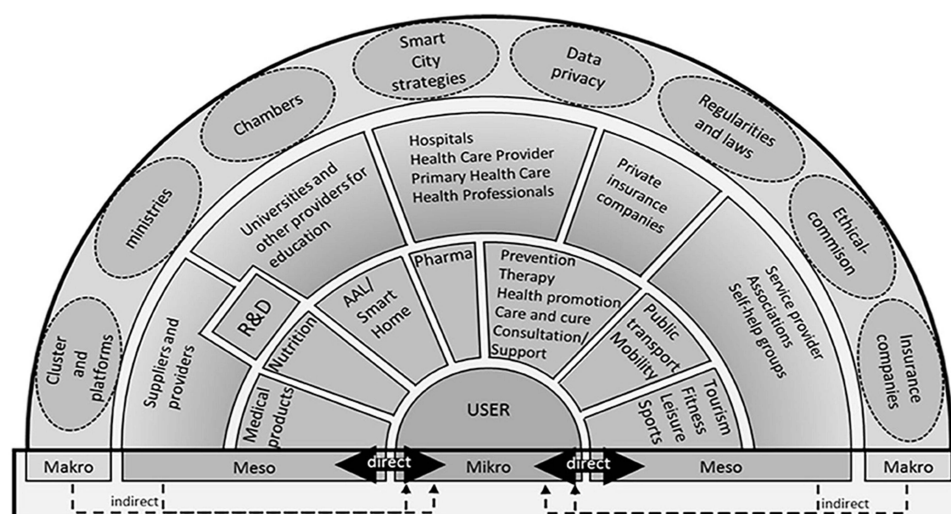 Smart
City
strategies
Data
privacy
Chambers
Regularities
and laws
ministries
Ethical-
commison
Cluster
and
platforms
Insurance
companies
Hospitals
Health Care Provider
Primary Health Care
Health Professionals
Universities and
other providers for
education
Private
insurance
companies
Suppliers and
providers
R&D
Service provider
Associations
Self-help groups
Medical
products
Nutrition
AAL/
Smart
Home
Pharma
Prevention
Therapy
Health promotion
Care and cure
Consultation/
Support
Public
transport
Mobility
Tourism
Fitness
Leisure
Sports
USER
Makro
Meso
direct
Mikro
direct
Meso
Makro
indirect
indirect